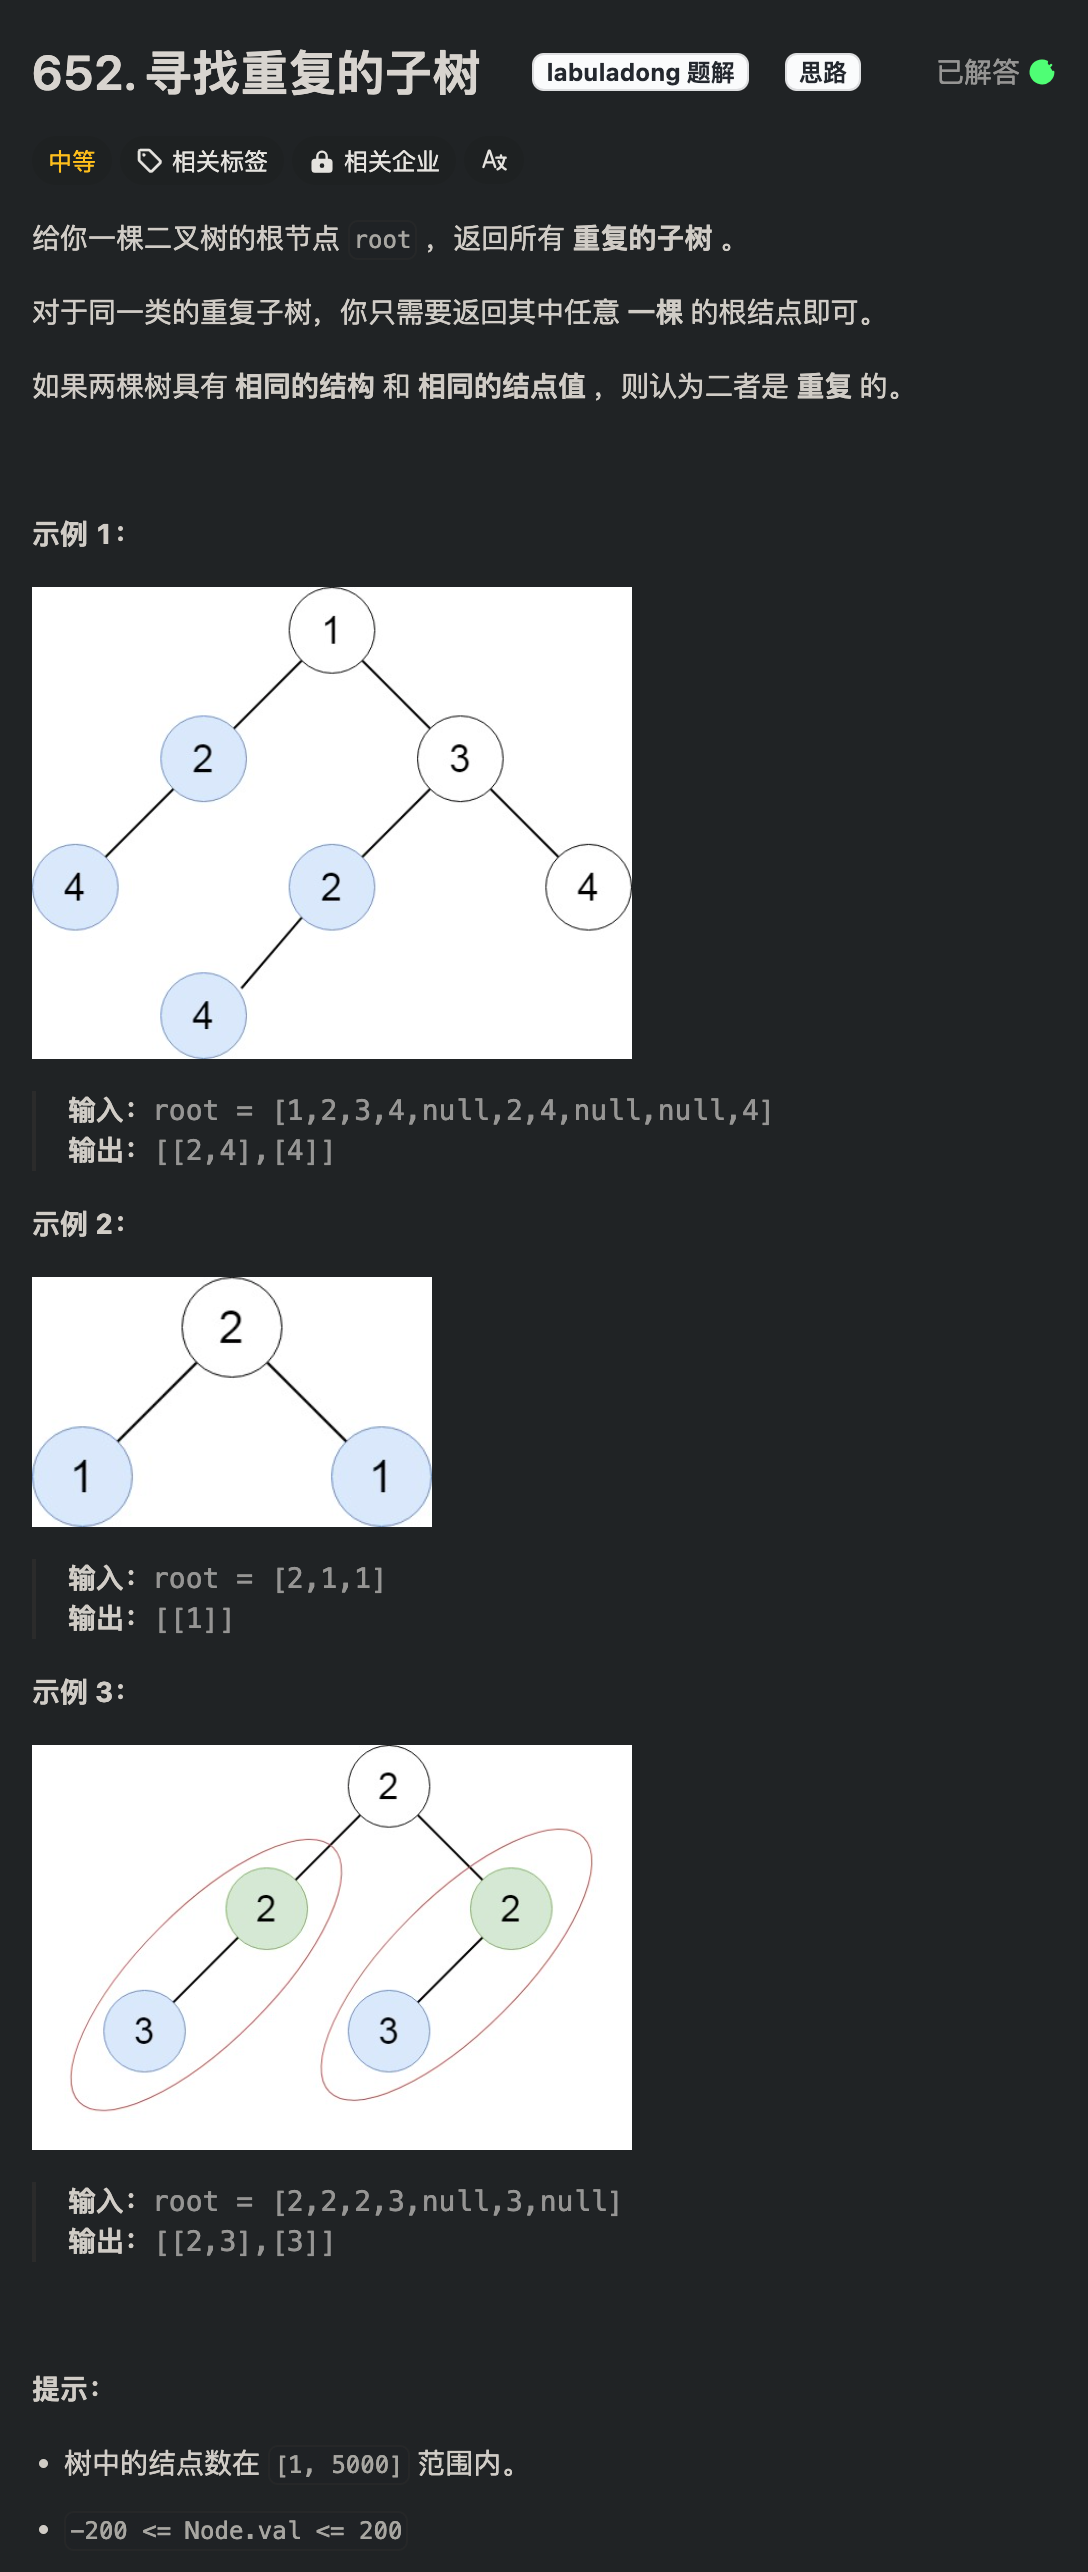 652. 寻找重复的子树 labuladong 题解 思路 已解答
中等 相关标签 相关企业 Aあ
给你一棵二叉树的根节点 root ，返回所有 重复的子树 。
对于同一类的重复子树，你只需要返回其中任意 一棵 的根结点即可。
如果两棵树具有 相同的结构 和 相同的结点值 ，则认为二者是 重复 的。
示例 1：
1
2 3
4 2 4
4
输入：root = [1,2,3,4,null,2,4,null,null,4]
输出：[[2,4],[4]]
示例 2：
2
1 1
输入：root = [2,1,1]
输出：[[1]]
示例 3：
2
2 2
3 3
输入：root = [2,2,2,3,null,3,null]
输出：[[2,3],[3]]
提示：
• 树中的结点数在 [1, 5000] 范围内。
• -200 <= Node.val <= 200